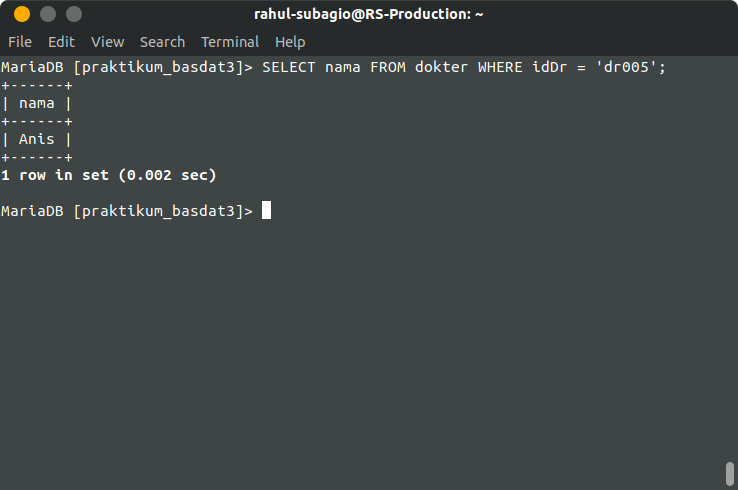 rahul-subagio@RS-Production: ~
File Edit View Search Terminal Help
MariaDB [praktikum_basdat3]> SELECT nama FROM dokter WHERE idDr = 'dr005';
+------+
| nama |
+------+
| Anis |
+------+
1 row in set (0.002 sec)
MariaDB [praktikum_basdat3]>